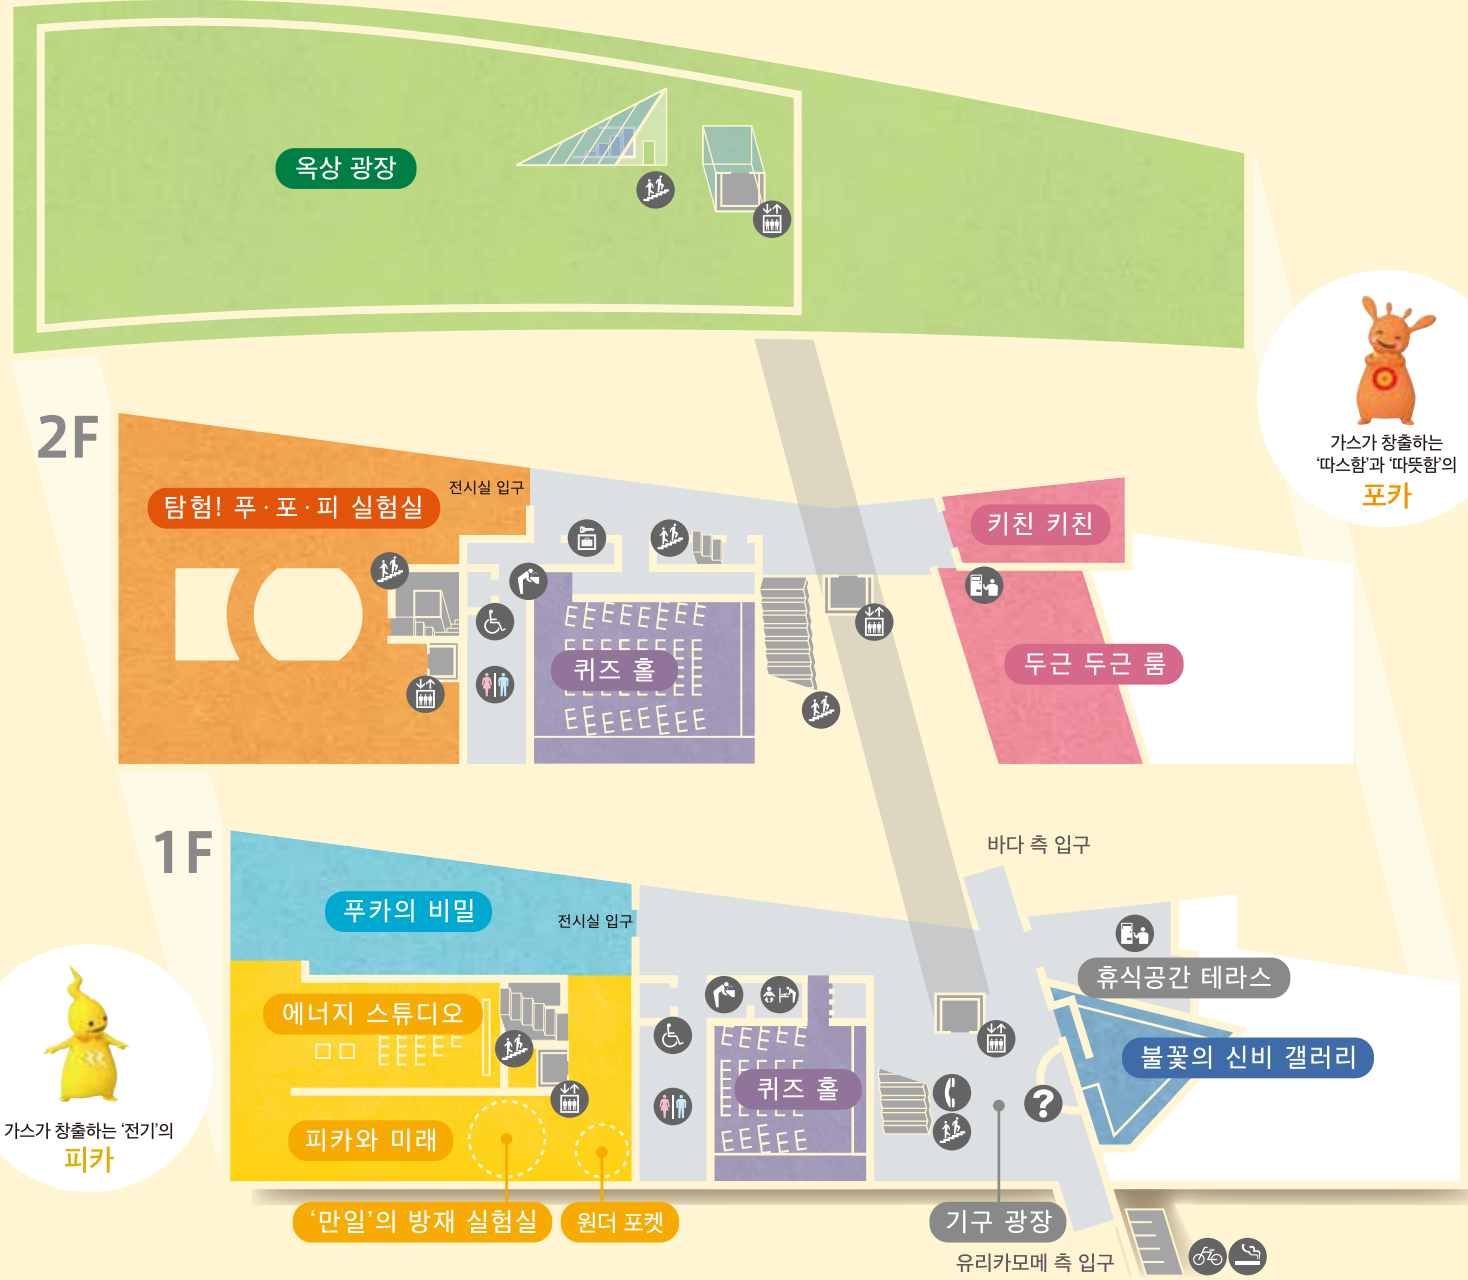 옥상 광장
가스가 창출하는
‘따스함’과 ‘따뜻함’의
포카
2F
탐험! 푸·포·피 실험실
전시실 입구
키친 키친
퀴즈 홀
두근 두근 룸
1F
바다 측 입구
푸카의 비밀
전시실 입구
휴식공간 테라스
에너지 스튜디오
불꽃의 신비 갤러리
퀴즈 홀
가스가 창출하는 ‘전기’의
피카
피카와 미래
‘만일’의 방재 실험실
원더 포켓
기구 광장
유리카모메 측 입구
?